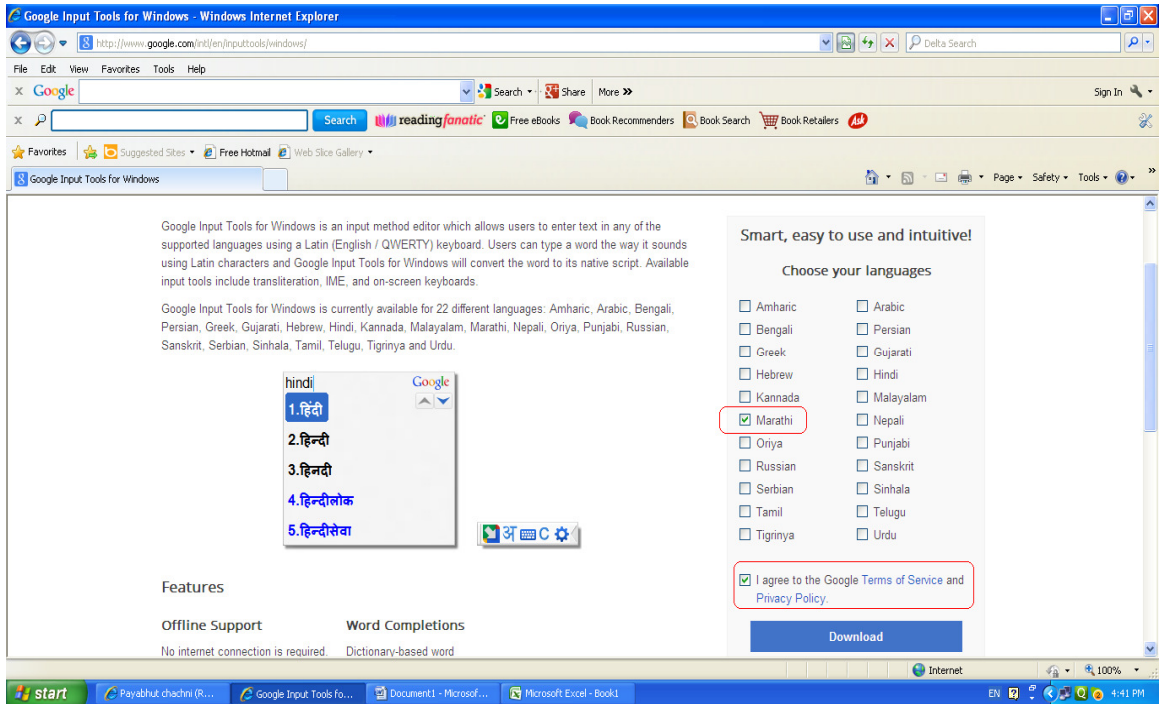 Google Input Tools for Windows - Windows Internet Explorer
http://www.google.com/intl/en/inputtools/windows/
Delta Search
File Edit View Favorites Tools Help
x Google Search Share More »
Sign In
x Search readingfanatic Free eBooks Book Recommenders Book Search Book Retailers Ask
Favorites Suggested Sites Free Hotmail Web Slice Gallery
Google Input Tools for Windows
Page Safety Tools »
Google Input Tools for Windows is an input method editor which allows users to enter text in any of the
supported languages using a Latin (English / QWERTY) keyboard. Users can type a word the way it sounds
using Latin characters and Google Input Tools for Windows will convert the word to its native script. Available
input tools include transliteration, IME, and on-screen keyboards.
Google Input Tools for Windows is currently available for 22 different languages: Amharic, Arabic, Bengali,
Persian, Greek, Gujarati, Hebrew, Hindi, Kannada, Malayalam, Marathi, Nepali, Oriya, Punjabi, Russian,
Sanskrit, Serbian, Sinhala, Tamil, Telugu, Tigrinya and Urdu.
hindi Google
1.हिंदी
2.हिन्दी
3.हिनदी
4.हिन्दीलोक
5.हिन्दीसेवा
अ C
Features
Offline Support Word Completions
No internet connection is required. Dictionary-based word
Smart, easy to use and intuitive!
Choose your languages
Amharic Arabic
Bengali Persian
Greek Gujarati
Hebrew Hindi
Kannada Malayalam
Marathi Nepali
Oriya Punjabi
Russian Sanskrit
Serbian Sinhala
Tamil Telugu
Tigrinya Urdu
I agree to the Google Terms of Service and
Privacy Policy.
Download
Internet 100%
start Payabhut chachni (R... Google Input Tools fo... Document1 - Microsof... Microsoft Excel - Book1 EN 4:41 PM